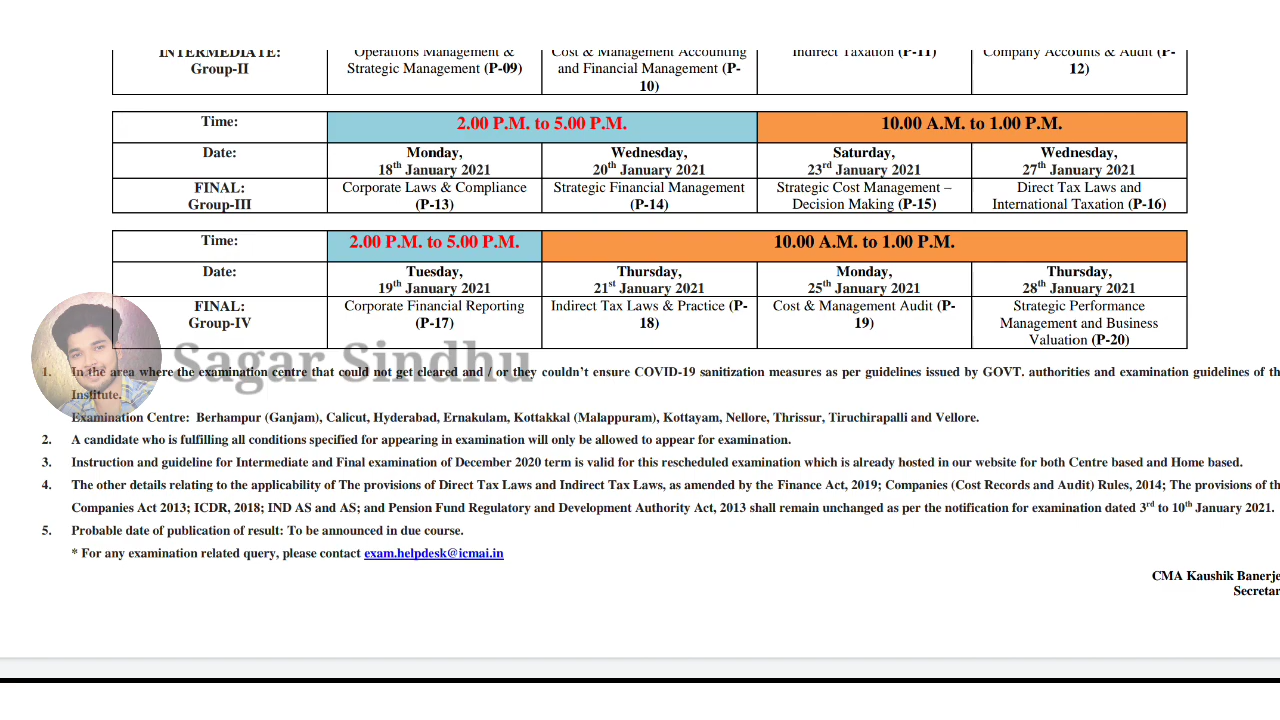 INTERMEDIATE: Operations Management & Cost & Management Accounting Indirect Taxation (P-11) Company Accounts & Audit (P-
Group-II Strategic Management (P-09) and Financial Management (P- 12)
10)
Time: 2.00 P.M. to 5.00 P.M. 10.00 A.M. to 1.00 P.M.
Date: Monday, Wednesday, Saturday, Wednesday,
18th January 2021 20th January 2021 23rd January 2021 27th January 2021
FINAL: Corporate Laws & Compliance Strategic Financial Management Strategic Cost Management – Direct Tax Laws and
Group-III (P-13) (P-14) Decision Making (P-15) International Taxation (P-16)
Time: 2.00 P.M. to 5.00 P.M. 10.00 A.M. to 1.00 P.M.
Date: Tuesday, Thursday, Monday, Thursday,
19th January 2021 21st January 2021 25th January 2021 28th January 2021
FINAL: Corporate Financial Reporting Indirect Tax Laws & Practice (P- Cost & Management Audit (P- Strategic Performance
Group-IV (P-17) 18) 19) Management and Business
Valuation (P-20)
Sagar Sindhu
1. In the area where the examination centre that could not get cleared and / or they couldn't ensure COVID-19 sanitization measures as per guidelines issued by GOVT. authorities and examination guidelines of th
Institute.
Examination Centre: Berhampur (Ganjam), Calicut, Hyderabad, Ernakulam, Kottakkal (Malappuram), Kottayam, Nellore, Thrissur, Tiruchirapalli and Vellore.
2. A candidate who is fulfilling all conditions specified for appearing in examination will only be allowed to appear for examination.
3. Instruction and guideline for Intermediate and Final examination of December 2020 term is valid for this rescheduled examination which is already hosted in our website for both Centre based and Home based.
4. The other details relating to the applicability of The provisions of Direct Tax Laws and Indirect Tax Laws, as amended by the Finance Act, 2019; Companies (Cost Records and Audit) Rules, 2014; The provisions of th
Companies Act 2013; ICDR, 2018; IND AS and AS; and Pension Fund Regulatory and Development Authority Act, 2013 shall remain unchanged as per the notification for examination dated 3rd to 10th January 2021.
5. Probable date of publication of result: To be announced in due course.
* For any examination related query, please contact exam.helpdesk@icmai.in
CMA Kaushik Banerje
Secretar